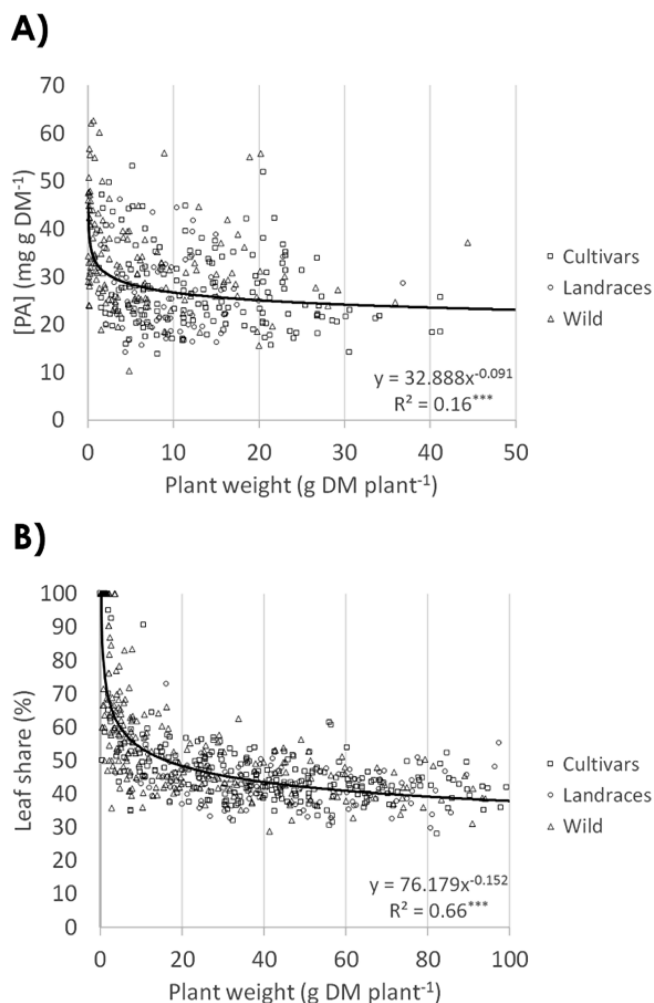 A)
70
60
50
40
30
20
10
0
[PA] (mg g DM⁻¹)
0 10 20 30 40 50
Plant weight (g DM plant⁻¹)
y = 32.888x⁻⁰·⁰⁹¹
R² = 0.16***
Cultivars
Landraces
Wild
B)
100
90
80
70
60
50
40
30
20
10
0
Leaf share (%)
0 20 40 60 80 100
Plant weight (g DM plant⁻¹)
y = 76.179x⁻⁰·¹⁵²
R² = 0.66***
Cultivars
Landraces
Wild